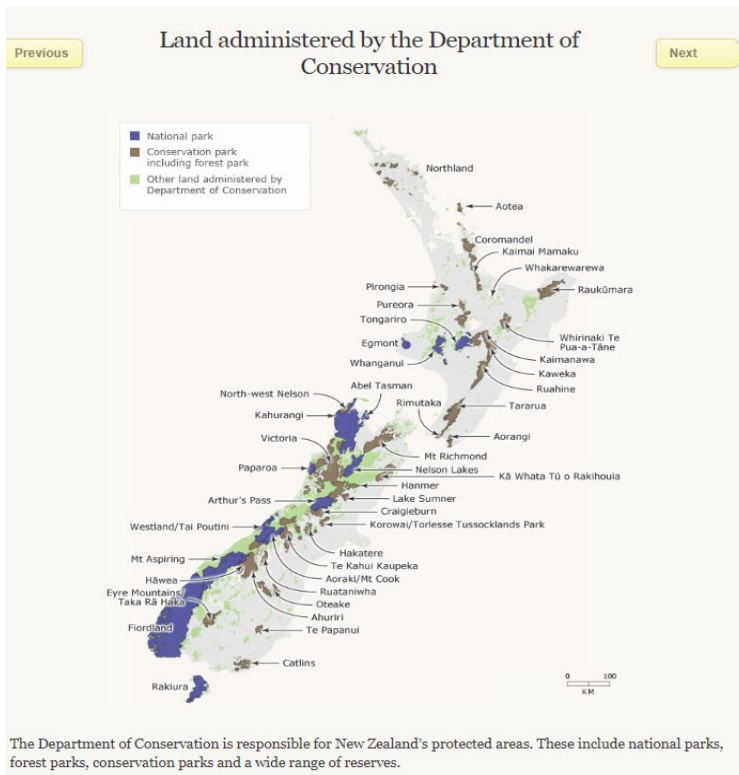 Previous
Land administered by the Department of
Conservation
Next
National park
Conservation park
including forest park
Other land administered by
Department of Conservation
Northland
Aotea
Coromandel
Kaimai Mamaku
Whakarewarewa
Pirongia
Raukūmara
Pureora
Tongariro
Egmont
Whirinaki Te
Pua-a-Tāne
Whanganui
Kaimanawa
Kaweka
Ruahine
Abel Tasman
North-west Nelson
Rimutaka
Tararua
Kahurangi
Aorangi
Victoria
Mt Richmond
Paparoa
Nelson Lakes
Kā Whata Tū o Rakihouia
Hanmer
Arthur's Pass
Lake Sumner
Craigieburn
Westland/Tai Poutini
Korowai/Torlesse Tussocklands Park
Hakatere
Mt Aspiring
Te Kahui Kaupeka
Hāwea
Aoraki/Mt Cook
Eyre Mountains/
Taka Rā Haka
Ruataniwha
Oteake
Ahuriri
Fiordland
Te Papanui
Catlins
Rakiura
0 100
KM
The Department of Conservation is responsible for New Zealand's protected areas. These include national parks,
forest parks, conservation parks and a wide range of reserves.